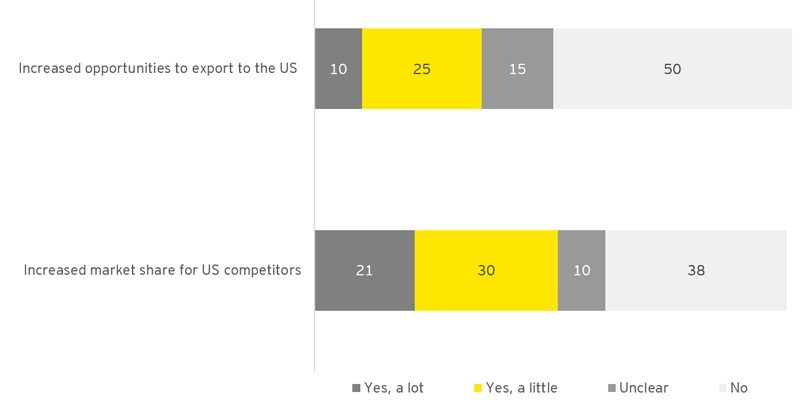 Increased opportunities to export to the US 10 25 15 50
Increased market share for US competitors 21 30 10 38
Yes, a lot Yes, a little Unclear No